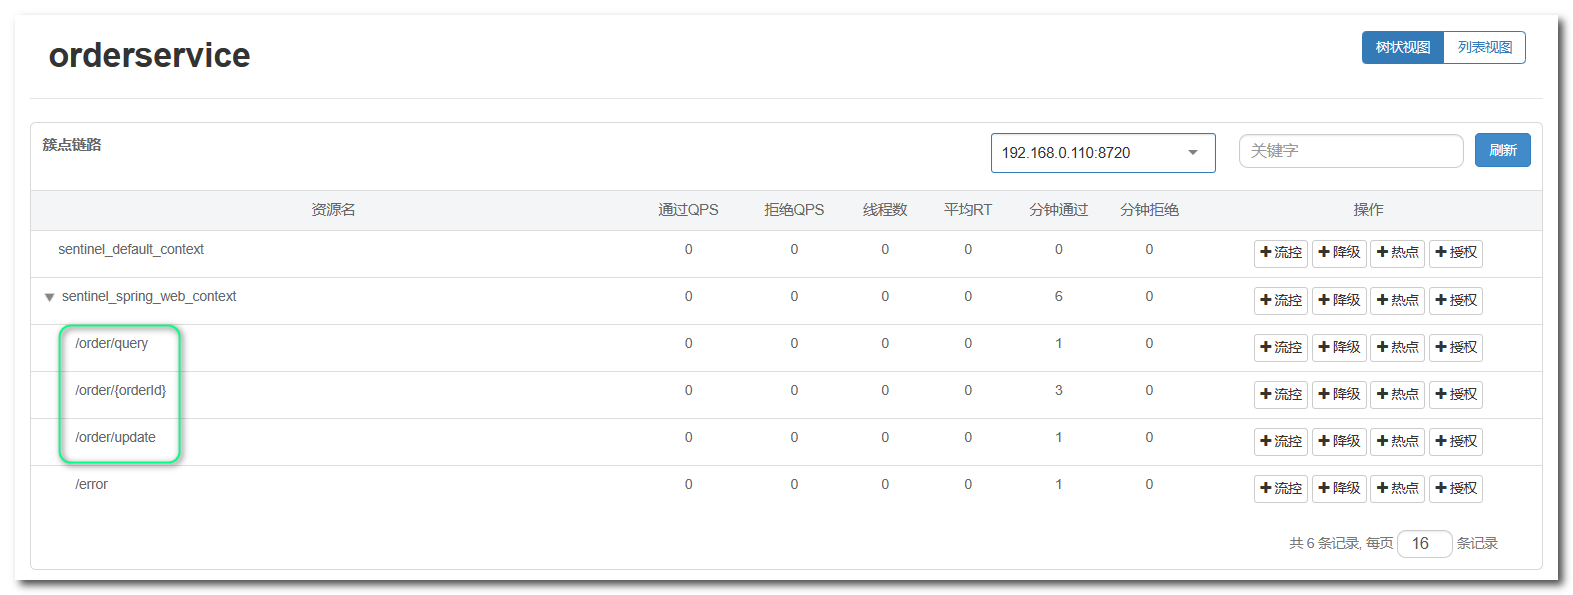 orderservice
树状视图 列表视图
簇点链路 192.168.0.110:8720 关键字 刷新
资源名 通过QPS 拒绝QPS 线程数 平均RT 分钟通过 分钟拒绝 操作
sentinel_default_context 0 0 0 0 0 0 流控 降级 热点 授权
sentinel_spring_web_context 0 0 0 0 6 0 流控 降级 热点 授权
/order/query 0 0 0 0 1 0 流控 降级 热点 授权
/order/{orderId} 0 0 0 0 3 0 流控 降级 热点 授权
/order/update 0 0 0 0 1 0 流控 降级 热点 授权
/error 0 0 0 0 1 0 流控 降级 热点 授权
共 6 条记录, 每页 16 条记录